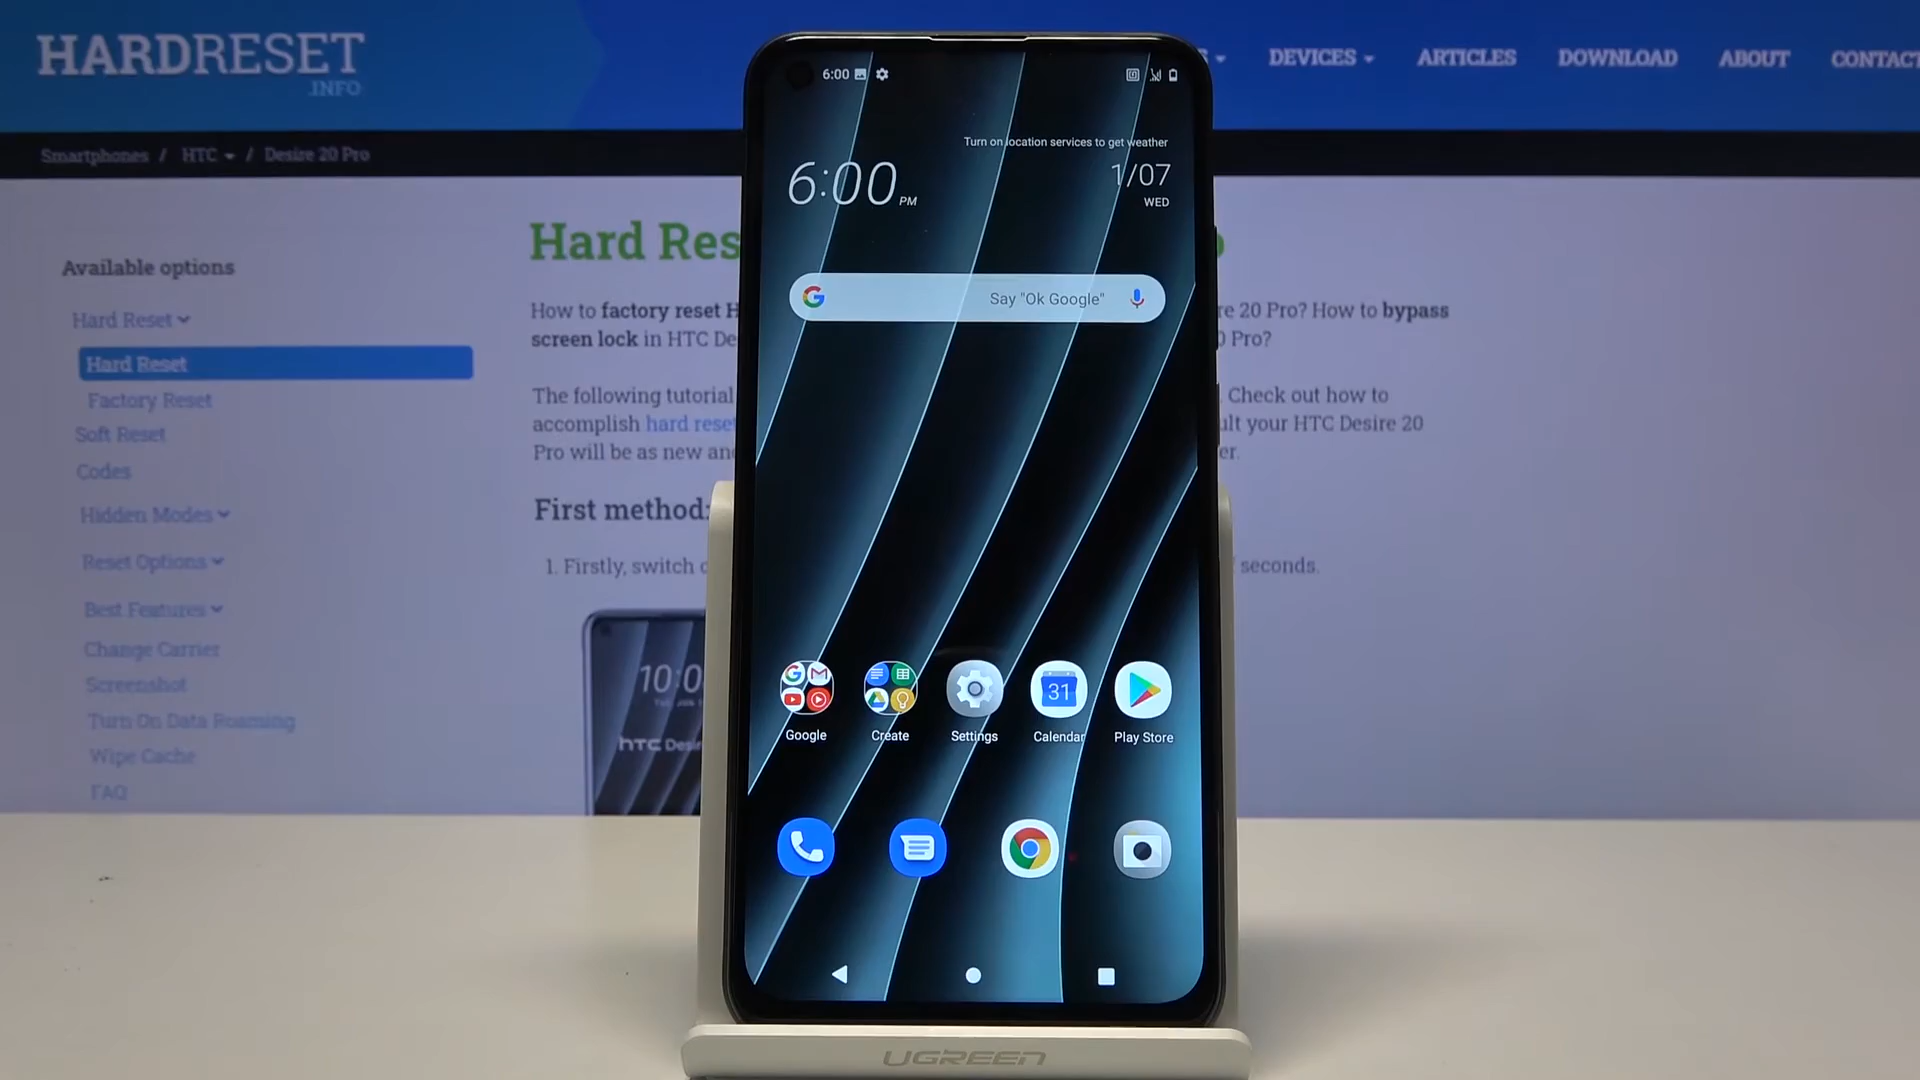 HARDRESET
.INFO
DEVICES
ARTICLES
DOWNLOAD
ABOUT
CONTACT
Smartphones / HTC / Desire 20 Pro
Available options
Hard Reset
Hard Reset
Factory Reset
Soft Reset
Codes
Hidden Modes
Reset Options
Best Features
Change Carrier
Screenshot
Turn On Data Roaming
Wipe Cache
FAQ
Hard Res
How to factory reset H
re 20 Pro? How to bypass
screen lock in HTC De
Pro?
The following tutorial
. Check out how to
accomplish hard reset
ult your HTC Desire 20
Pro will be as new an
er.
First method:
1. Firstly, switch
seconds.
10:0
hTC Desir
6:00
Turn on location services to get weather
6:00 PM
1/07
WED
Say "Ok Google"
31
Google
Create
Settings
Calendar
Play Store
UGREEN